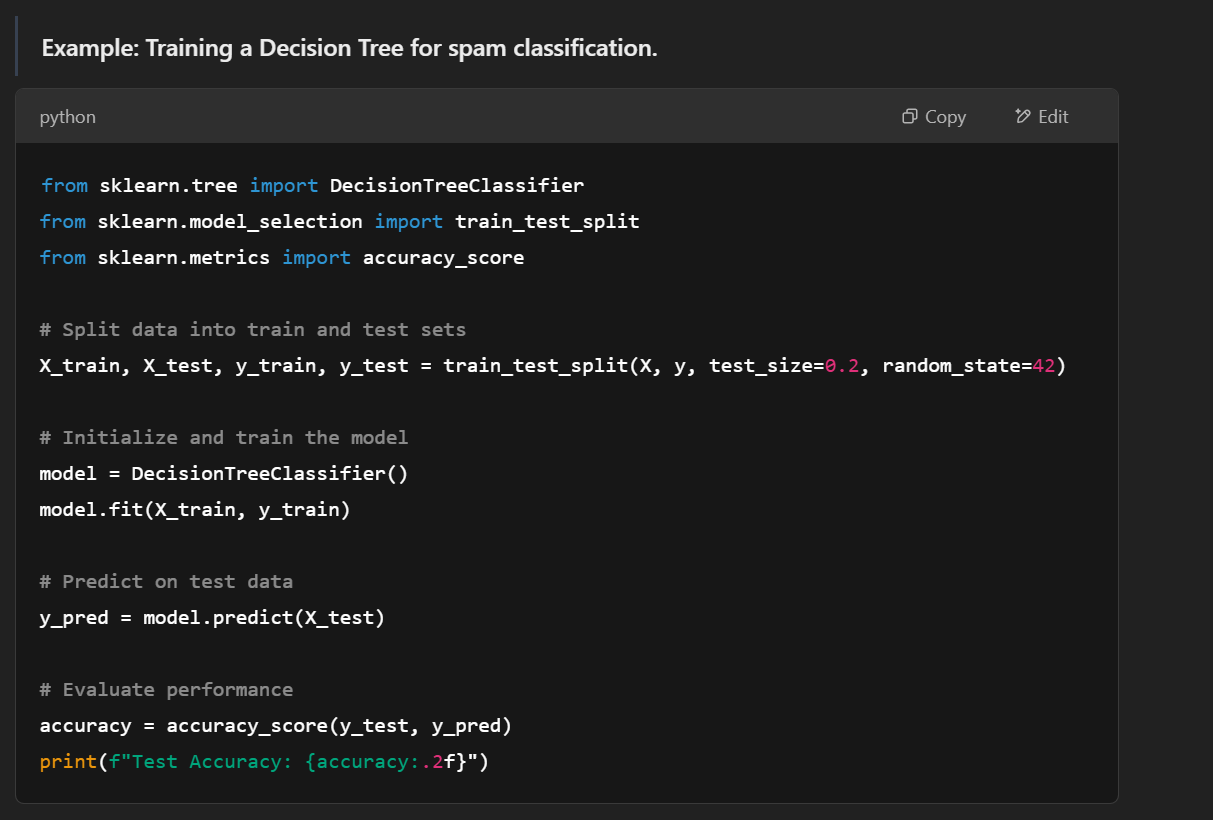 Example: Training a Decision Tree for spam classification.
python
Copy
Edit
from sklearn.tree import DecisionTreeClassifier
from sklearn.model_selection import train_test_split
from sklearn.metrics import accuracy_score
# Split data into train and test sets
X_train, X_test, y_train, y_test = train_test_split(X, y, test_size=0.2, random_state=42)
# Initialize and train the model
model = DecisionTreeClassifier()
model.fit(X_train, y_train)
# Predict on test data
y_pred = model.predict(X_test)
# Evaluate performance
accuracy = accuracy_score(y_test, y_pred)
print(f"Test Accuracy: {accuracy:.2f}")